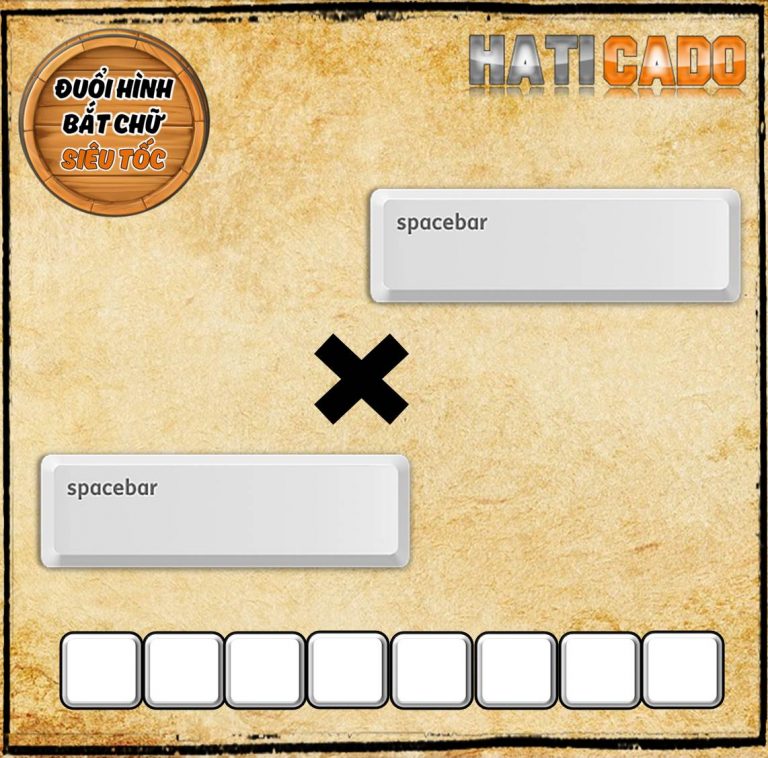 ĐUỔI HÌNH
BẮT CHỮ
SIÊU TỐC
HATICADO
spacebar
spacebar